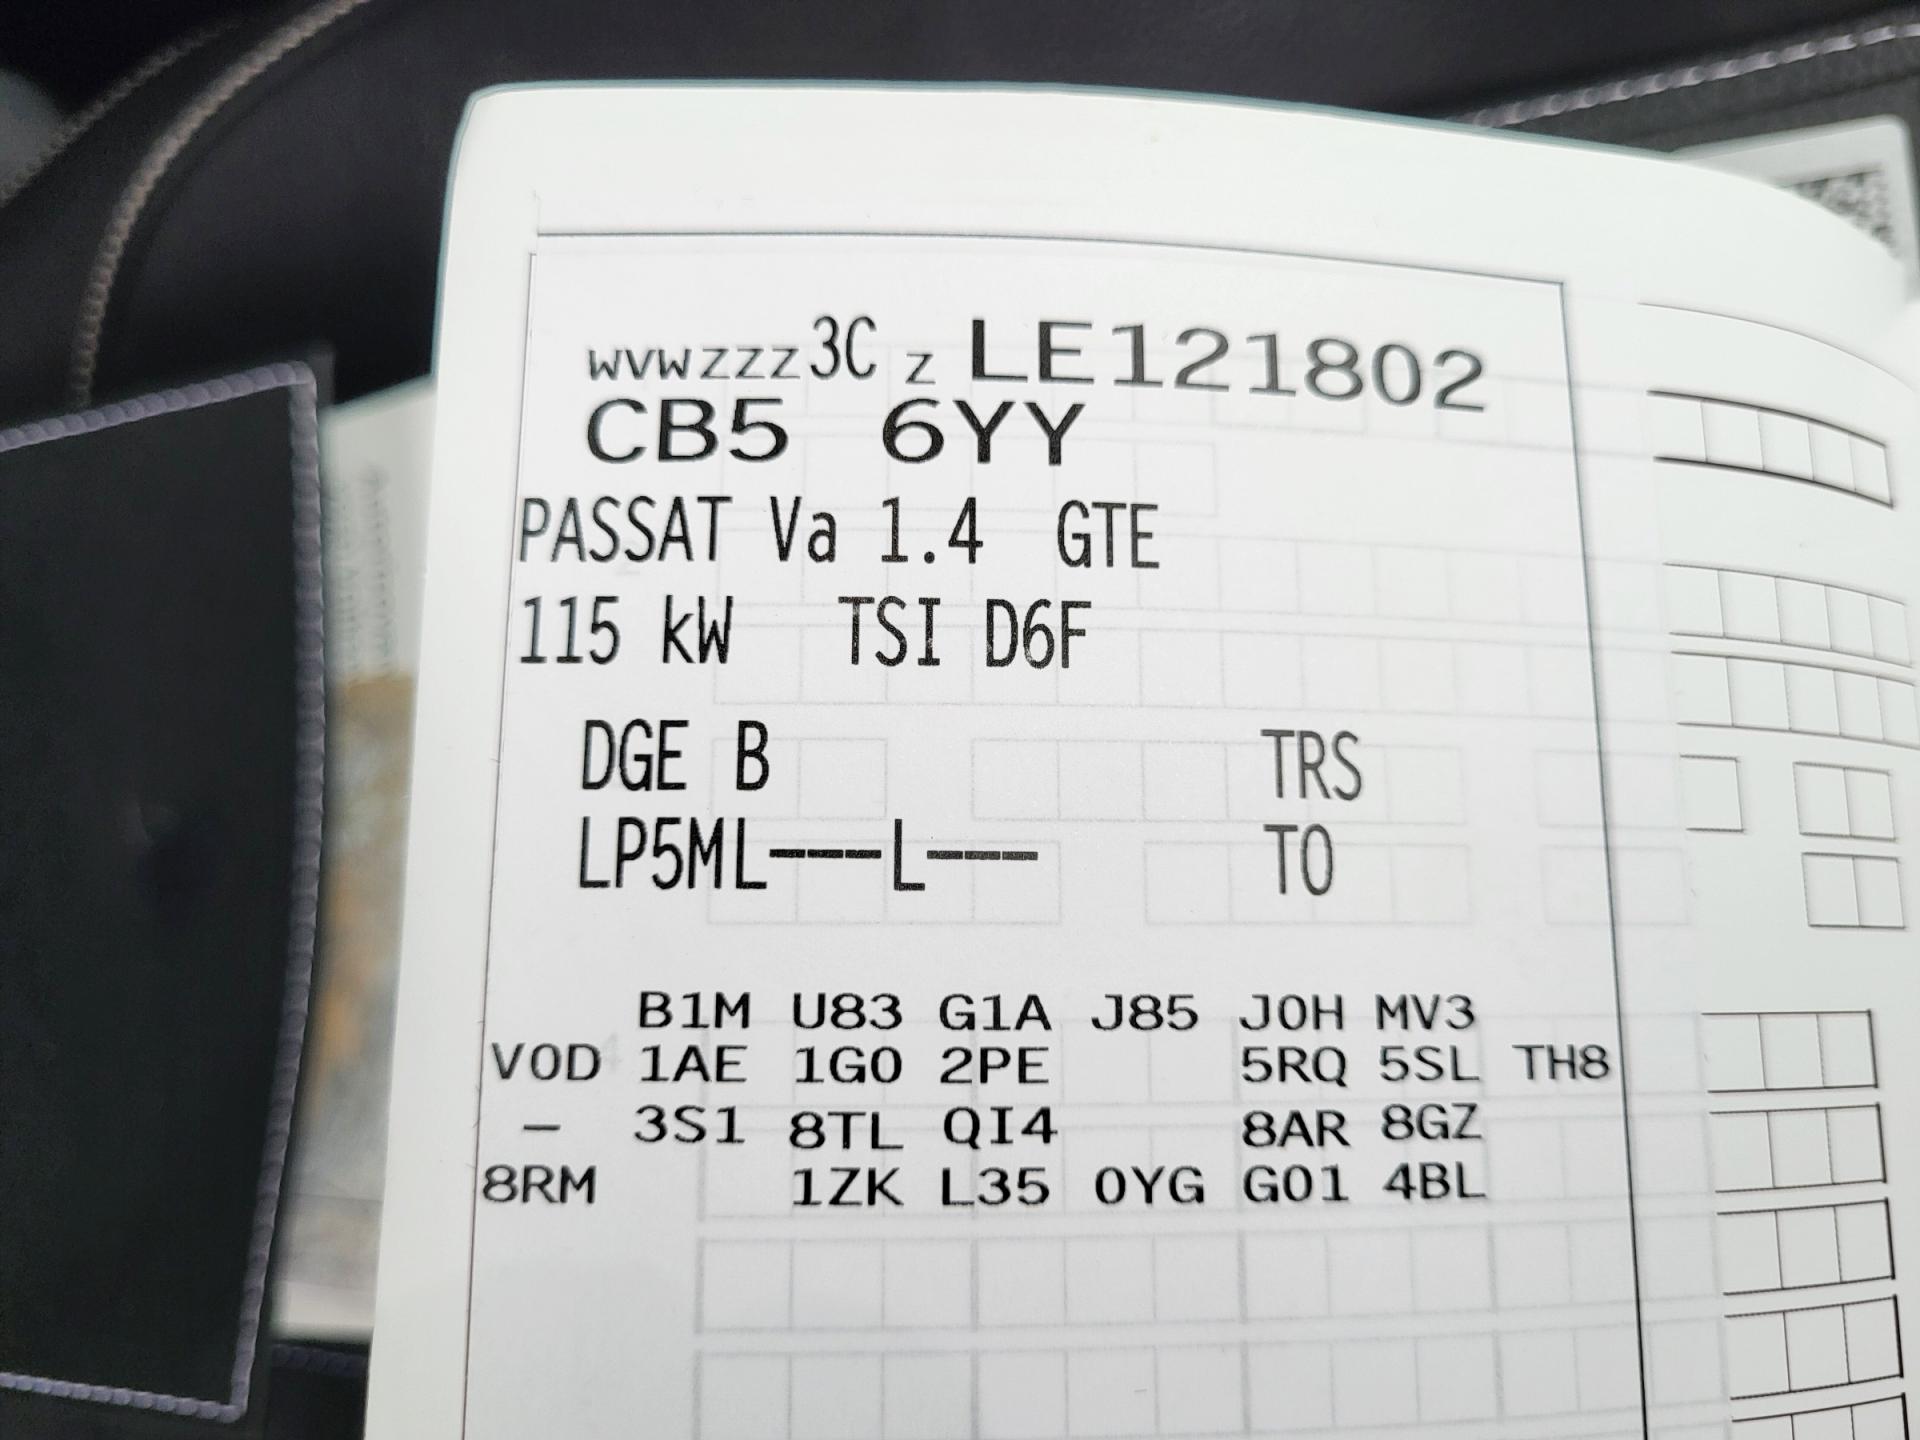 WVWZZZ3C Z LE121802
CB5 6YY
PASSAT Va 1.4 GTE
115 kW TSI D6F
DGE B TRS
LP5ML---L--- TO
B1M U83 G1A J85 J0H MV3
V0D 1AE 1G0 2PE 5RQ 5SL TH8
- 3S1 8TL QI4 8AR 8GZ
8RM 1ZK L35 0YG G01 4BL